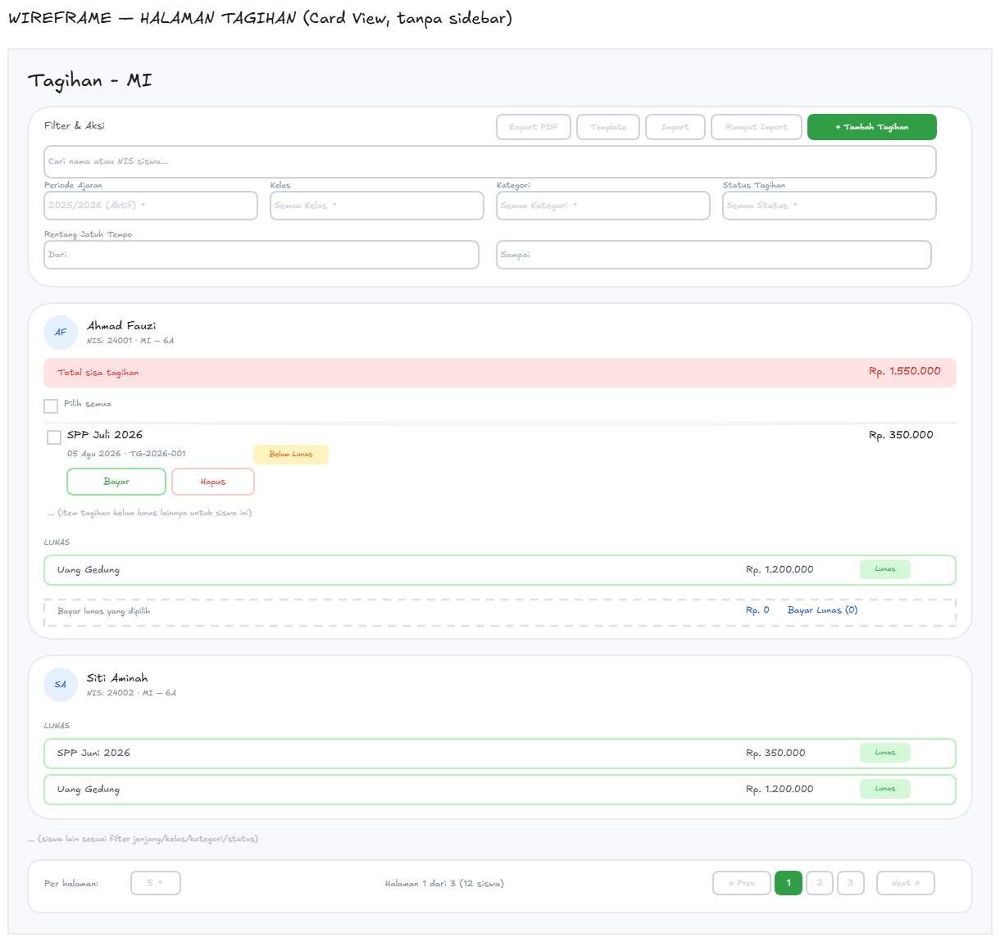 WIREFRAME — HALAMAN TAGIHAN (Card View, tanpa sidebar)
Tagihan - MI
Filter & Aksi
Export PDF
Template
Import
Riwayat Import
+ Tambah Tagihan
Cari nama atau NIS siswa...
Periode Ajaran
Kelas
Kategori
Status Tagihan
2025/2026 (Aktif) ▾
Semua Kelas ▾
Semua Kategori ▾
Semua Status ▾
Rentang Jatuh Tempo
Dari
Sampai
AF
Ahmad Fauzi
NIS: 24001 · MI — 6A
Total sisa tagihan
Rp. 1.550.000
Pilih semua
SPP Juli 2026
Rp. 350.000
05 Agu 2026 · TG-2026-001
Belum Lunas
Bayar
Hapus
... (item tagihan belum lunas lainnya untuk siswa ini)
LUNAS
Uang Gedung
Rp. 1.200.000
Lunas
Bayar lunas yang dipilih
Rp. 0
Bayar Lunas (0)
SA
Siti Aminah
NIS: 24002 · MI — 6A
LUNAS
SPP Juni 2026
Rp. 350.000
Lunas
Uang Gedung
Rp. 1.200.000
Lunas
... (siswa lain sesuai filter jenjang/kelas/kategori/status)
Per halaman:
5 ▾
Halaman 1 dari 3 (12 siswa)
« Prev
1
2
3
Next »